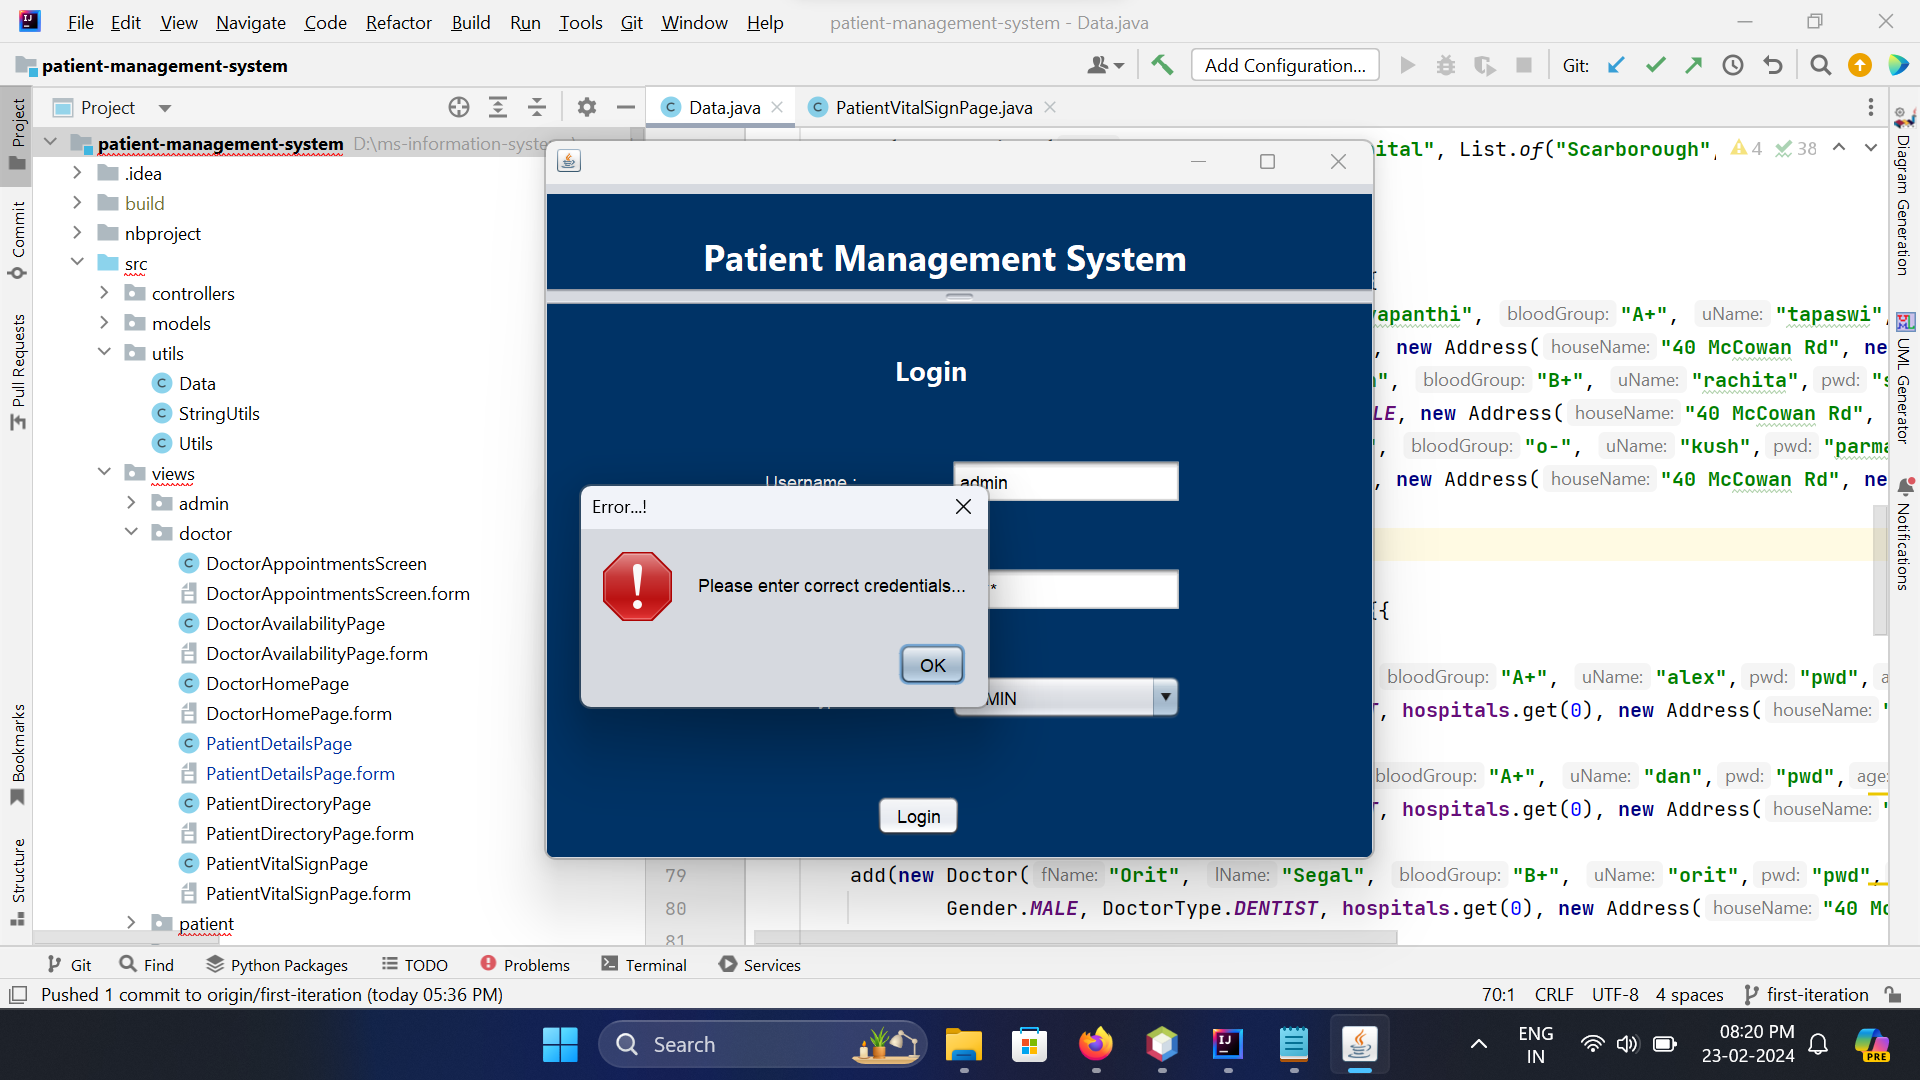 File Edit View Navigate Code Refactor Build Run Tools Git Window Help patient-management-system - Data.java
patient-management-system
Add Configuration...
Git:
Project
Data.java
PatientVitalSignPage.java
patient-management-system D:\ms-information-syste
.idea
build
nbproject
src
controllers
models
utils
Data
StringUtils
Utils
views
admin
doctor
DoctorAppointmentsScreen
DoctorAppointmentsScreen.form
DoctorAvailabilityPage
DoctorAvailabilityPage.form
DoctorHomePage
DoctorHomePage.form
PatientDetailsPage
PatientDetailsPage.form
PatientDirectoryPage
PatientDirectoryPage.form
PatientVitalSignPage
PatientVitalSignPage.form
patient
Project
Commit
Pull Requests
Bookmarks
Structure
Patient Management System
Login
Username :
admin
Error...!
Please enter correct credentials...
OK
*
MIN
Login
ital", List.of("Scarborough",
4 38
{
yapanthi", bloodGroup: "A+", uName: "tapaswi",
, new Address( houseName: "40 McCowan Rd", ne
", bloodGroup: "B+", uName: "rachita", pwd: "s
LE, new Address( houseName: "40 McCowan Rd",
", bloodGroup: "o-", uName: "kush", pwd: "parma
, new Address( houseName: "40 McCowan Rd", ne
{{
bloodGroup: "A+", uName: "alex", pwd: "pwd", a
, hospitals.get(0), new Address( houseName: "
bloodGroup: "A+", uName: "dan", pwd: "pwd", age:
, hospitals.get(0), new Address( houseName: "
79 add(new Doctor( fName: "Orit", lName: "Segal", bloodGroup: "B+", uName: "orit", pwd: "pwd",
80 Gender.MALE, DoctorType.DENTIST, hospitals.get(0), new Address( houseName: "40 Mc
81
Diagram Generation
UML Generator
Notifications
Git Find Python Packages TODO Problems Terminal Services
Pushed 1 commit to origin/first-iteration (today 05:36 PM)
70:1 CRLF UTF-8 4 spaces first-iteration
Search
ENG
IN
08:20 PM
23-02-2024
PRE